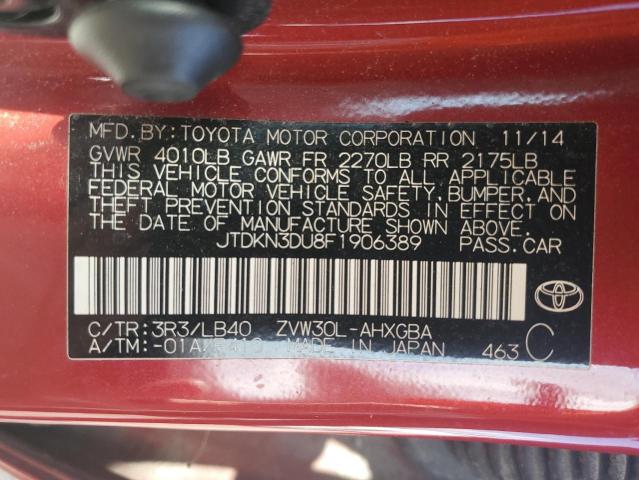 MFD. BY: TOYOTA MOTOR CORPORATION 11/14
GVWR 4010LB GAWR FR 2270LB RR 2175LB
THIS VEHICLE CONFORMS TO ALL APPLICABLE
FEDERAL MOTOR VEHICLE SAFETY, BUMPER, AND
THEFT PREVENTION STANDARDS IN EFFECT ON
THE DATE OF MANUFACTURE SHOWN ABOVE.
JTDKN3DU8F1906389 PASS. CAR
C/TR: 3R3/LB40 ZVW30L-AHXGBA
A/TM: MADE IN JAPAN 463 C